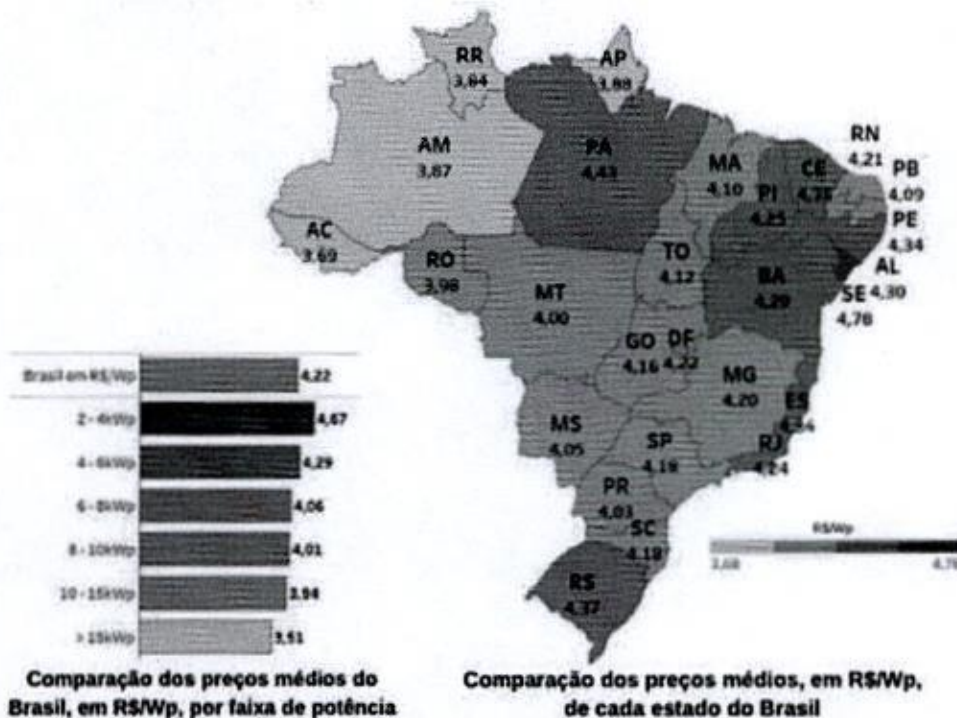 RR
3,84
AP
3,88
AM
3,87
PA
4,43
MA
4,10
CE
PI
4,25
RN
4,21
PB
4,09
PE
4,34
AL
4,30
SE
4,78
AC
3,69
RO
3,98
TO
4,12
BA
4,29
MT
4,00
GO
4,16
DF
4,22
MG
4,20
ES
MS
4,05
SP
4,18
RJ
4,24
PR
4,03
SC
4,18
RS
4,37
Brasil em R$/Wp
4,22
2 - 4kWp
4,67
4 - 6kWp
4,29
6 - 8kWp
4,06
8 - 10kWp
4,01
10 - 15kWp
3,94
> 15kWp
3,51
R$/Wp
Comparação dos preços médios do
Brasil, em R$/Wp, por faixa de potência
Comparação dos preços médios, em R$/Wp,
de cada estado do Brasil